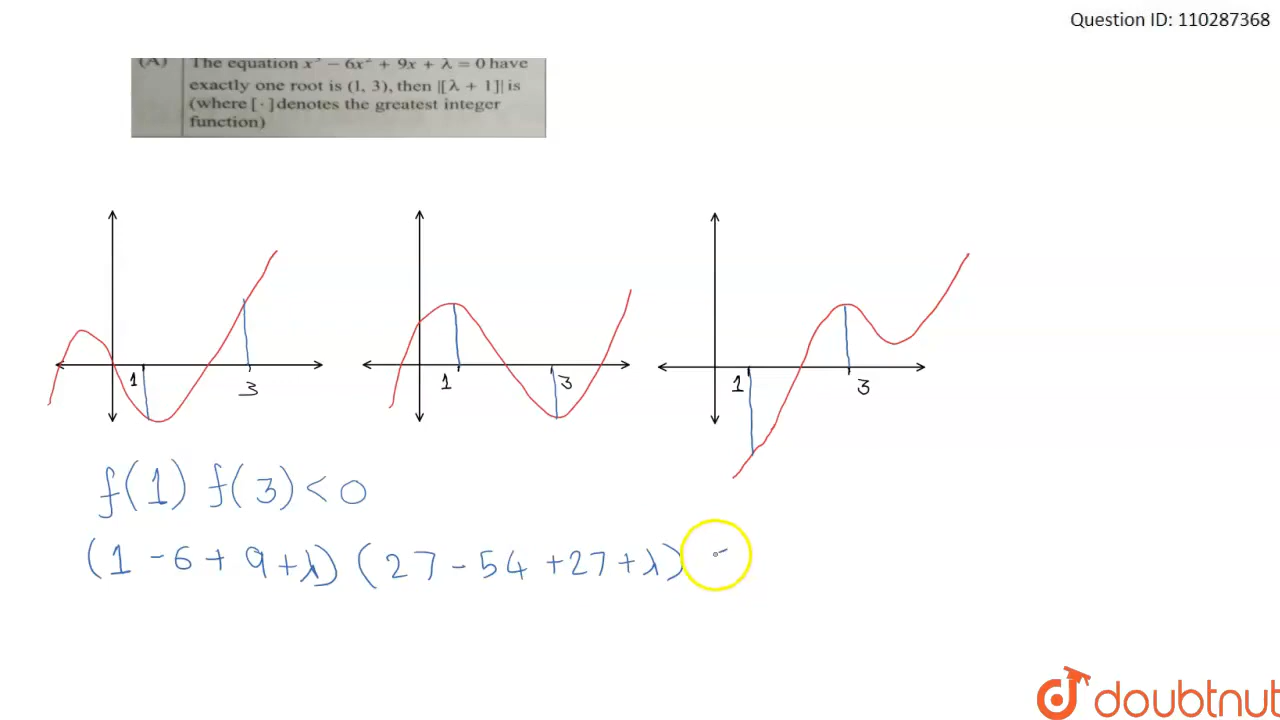 Question ID: 110287368
(A) The equation x³ − 6x² + 9x + λ = 0 have
exactly one root is (1, 3), then |[λ + 1]| is
(where [·] denotes the greatest integer
function)
1 3
1 3
1 3
f(1) f(3) < 0
(1 − 6 + 9 + λ) (27 − 54 + 27 + λ)
doubtnut